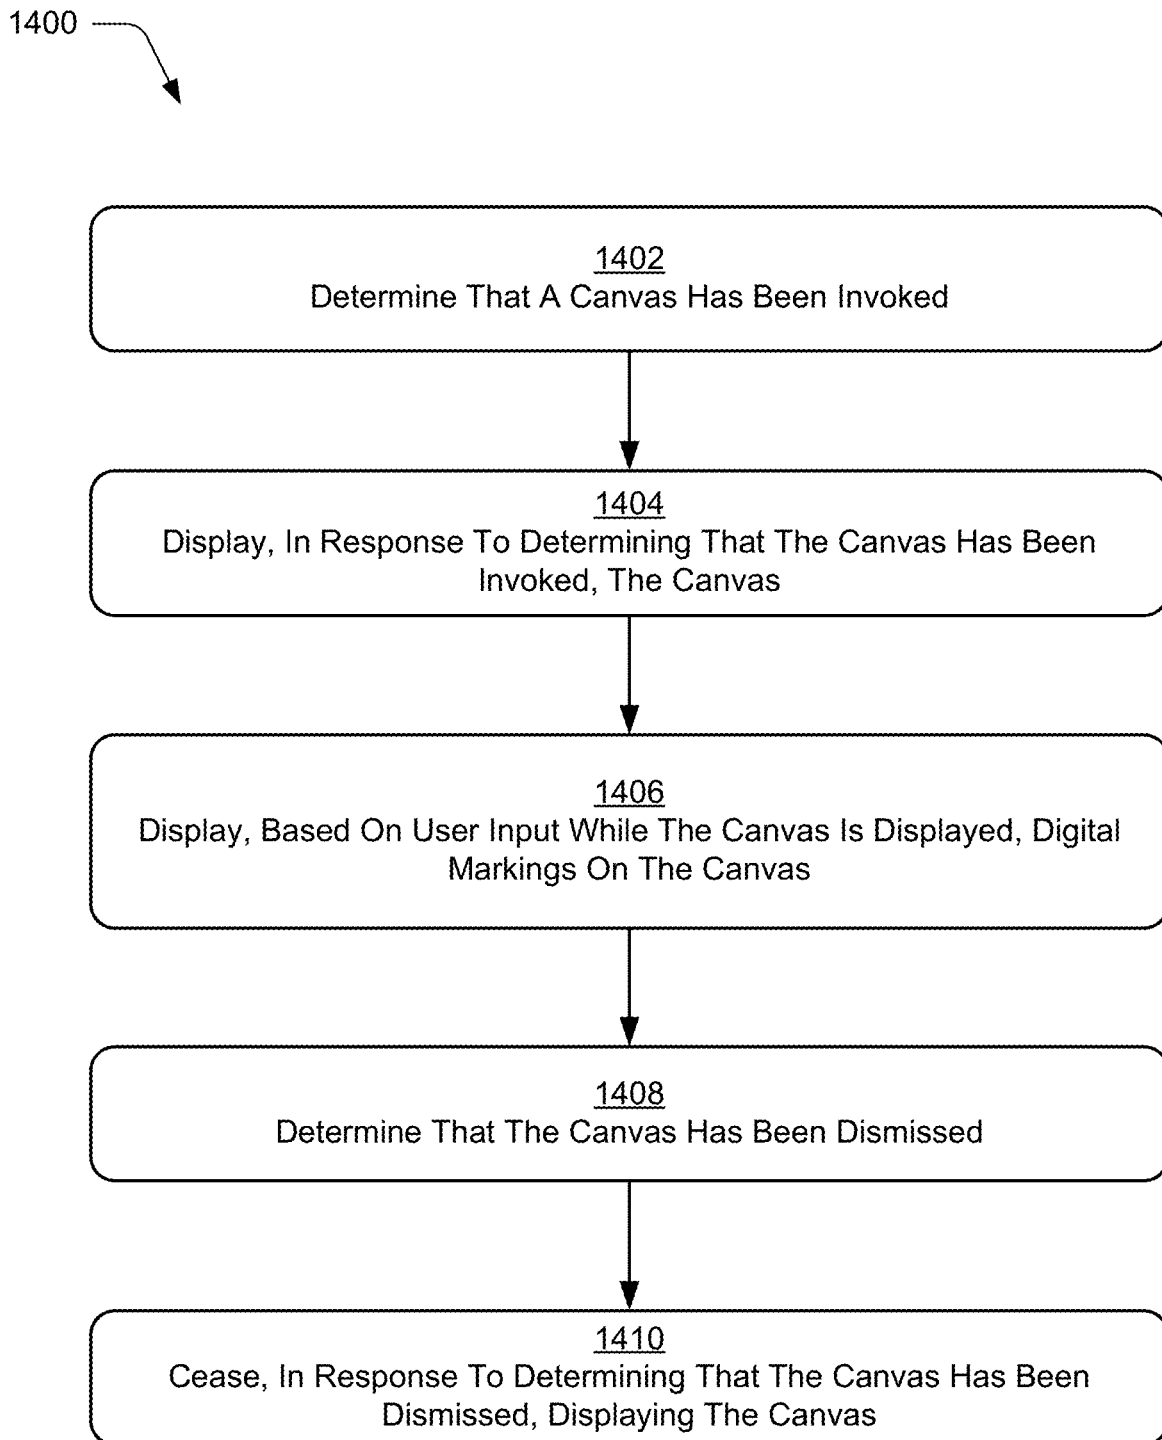 1400
1402
Determine That A Canvas Has Been Invoked
1404
Display, In Response To Determining That The Canvas Has Been
Invoked, The Canvas
1406
Display, Based On User Input While The Canvas Is Displayed, Digital
Markings On The Canvas
1408
Determine That The Canvas Has Been Dismissed
1410
Cease, In Response To Determining That The Canvas Has Been
Dismissed, Displaying The Canvas